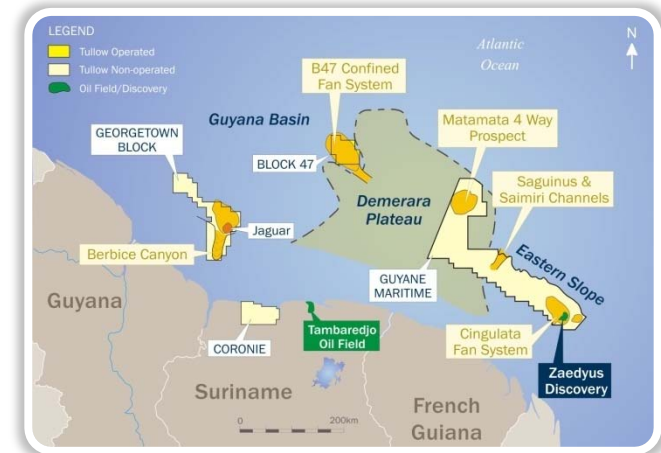 LEGEND
Tullow Operated
Tullow Non-operated
Oil Field/Discovery
N
Atlantic
Ocean
B47 Confined
Fan System
Guyana Basin
Matamata 4 Way
Prospect
GEORGETOWN
BLOCK
BLOCK 47
Saguinus &
Saimiri Channels
Demerara
Plateau
Jaguar
Berbice Canyon
GUYANE
MARITIME
Eastern Slope
Guyana
CORONIE
Tambaredjo
Oil Field
Cingulata
Fan System
Zaedyus
Discovery
Suriname
French
Guiana
0 200km